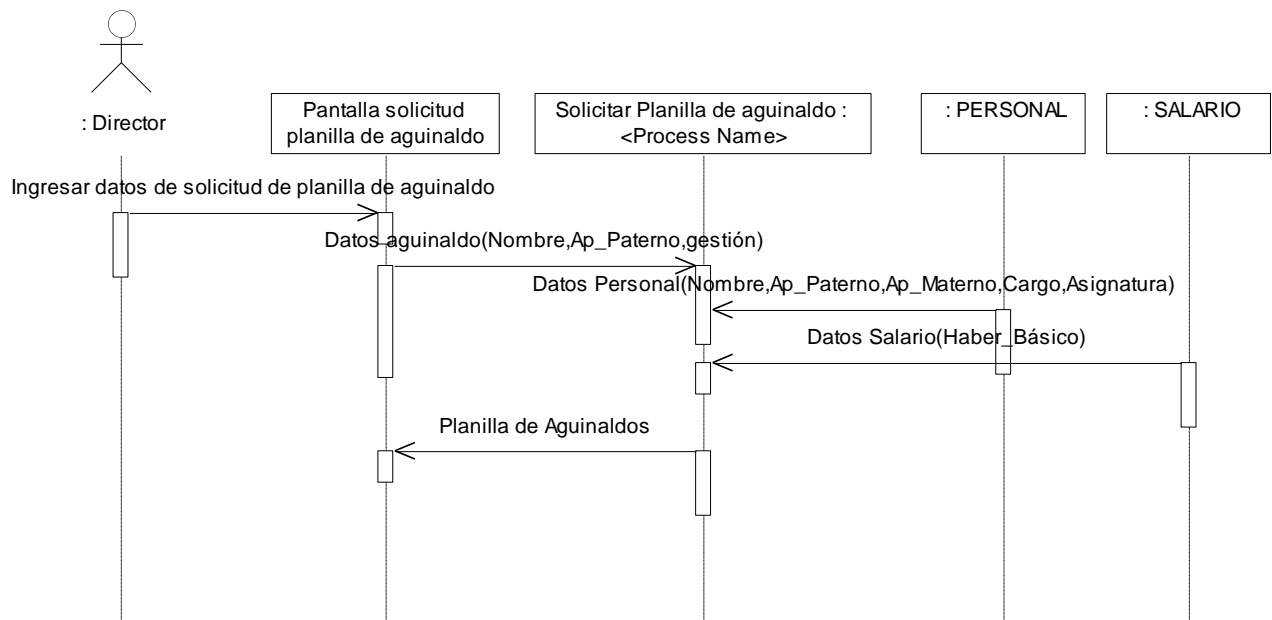 : Director
Pantalla solicitud
planilla de aguinaldo
Solicitar Planilla de aguinaldo :
<Process Name>
: PERSONAL
: SALARIO
Ingresar datos de solicitud de planilla de aguinaldo
Datos aguinaldo(Nombre,Ap_Paterno,gestión)
Datos Personal(Nombre,Ap_Paterno,Ap_Materno,Cargo,Asignatura)
Datos Salario(Haber_Básico)
Planilla de Aguinaldos